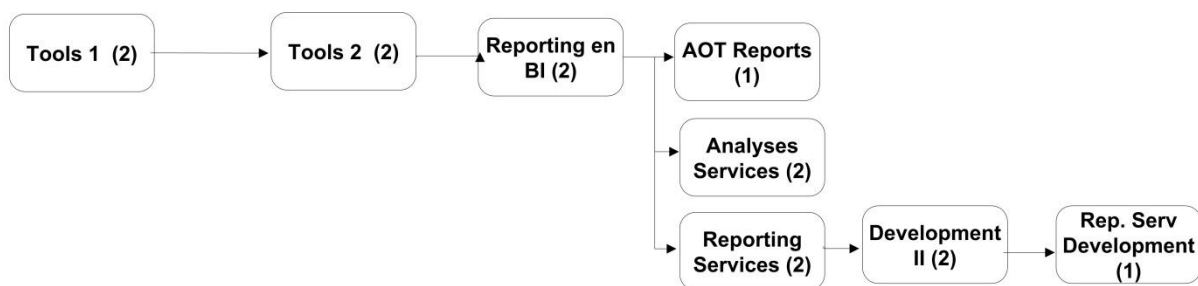 Tools 1 (2)
Tools 2 (2)
Reporting en
BI (2)
AOT Reports
(1)
Analyses
Services (2)
Reporting
Services (2)
Development
II (2)
Rep. Serv
Development
(1)